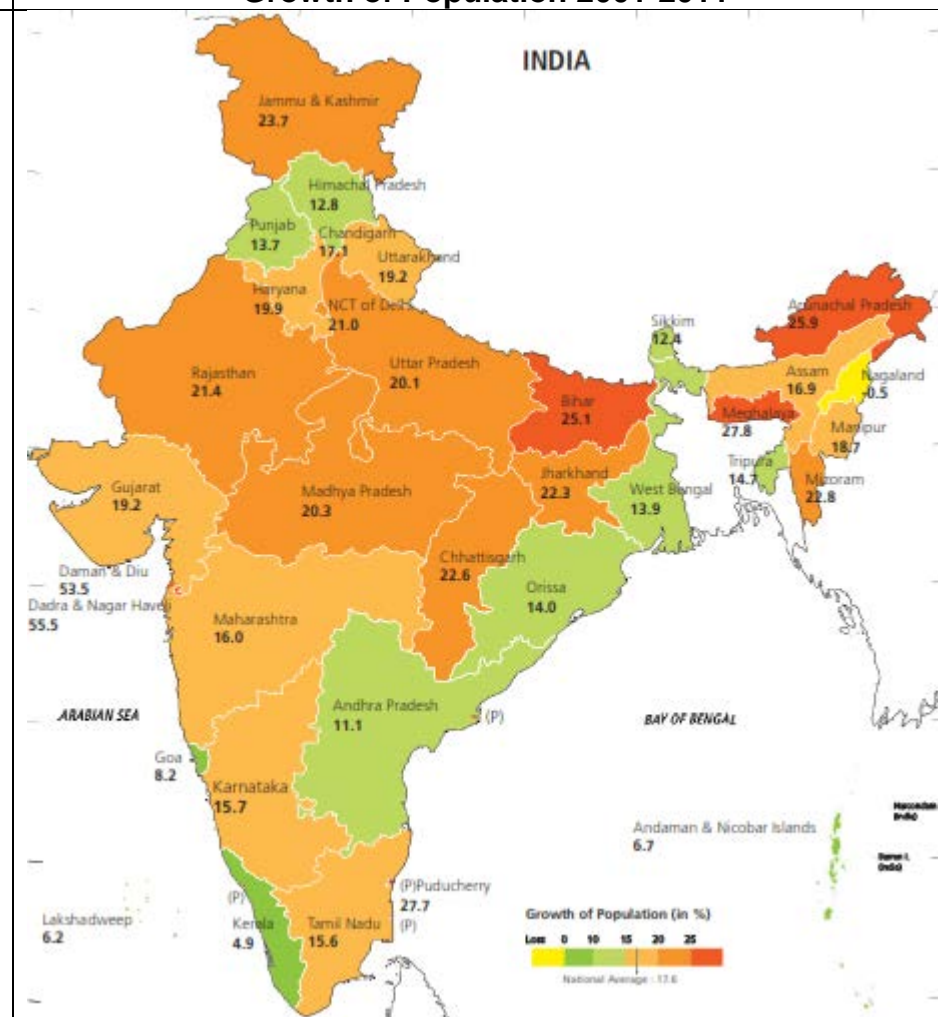 INDIA
Jammu & Kashmir
23.7
Himachal Pradesh
12.8
Punjab
13.7
Chandigarh
17.1
Uttarakhand
19.2
Haryana
19.9
NCT of Delhi
21.0
Arunachal Pradesh
25.9
Sikkim
12.4
Rajasthan
21.4
Uttar Pradesh
20.1
Assam
16.9
Nagaland
-0.5
Bihar
25.1
Meghalaya
27.8
Manipur
18.7
Tripura
14.7
Mizoram
22.8
Gujarat
19.2
Madhya Pradesh
20.3
Jharkhand
22.3
West Bengal
13.9
Chhattisgarh
22.6
Daman & Diu
53.5
Dadra & Nagar Haveli
55.5
Orissa
14.0
Maharashtra
16.0
Andhra Pradesh
11.1
ARABIAN SEA
(P)
BAY OF BENGAL
Goa
8.2
Karnataka
15.7
Andaman & Nicobar Islands
6.7
(India)
(India)
(P)
(P)Puducherry
27.7
(P)
Lakshadweep
6.2
Kerala
4.9
Tamil Nadu
15.6
Growth of Population (in %)
Loss 0 10 15 20 25
National Average : 17.6